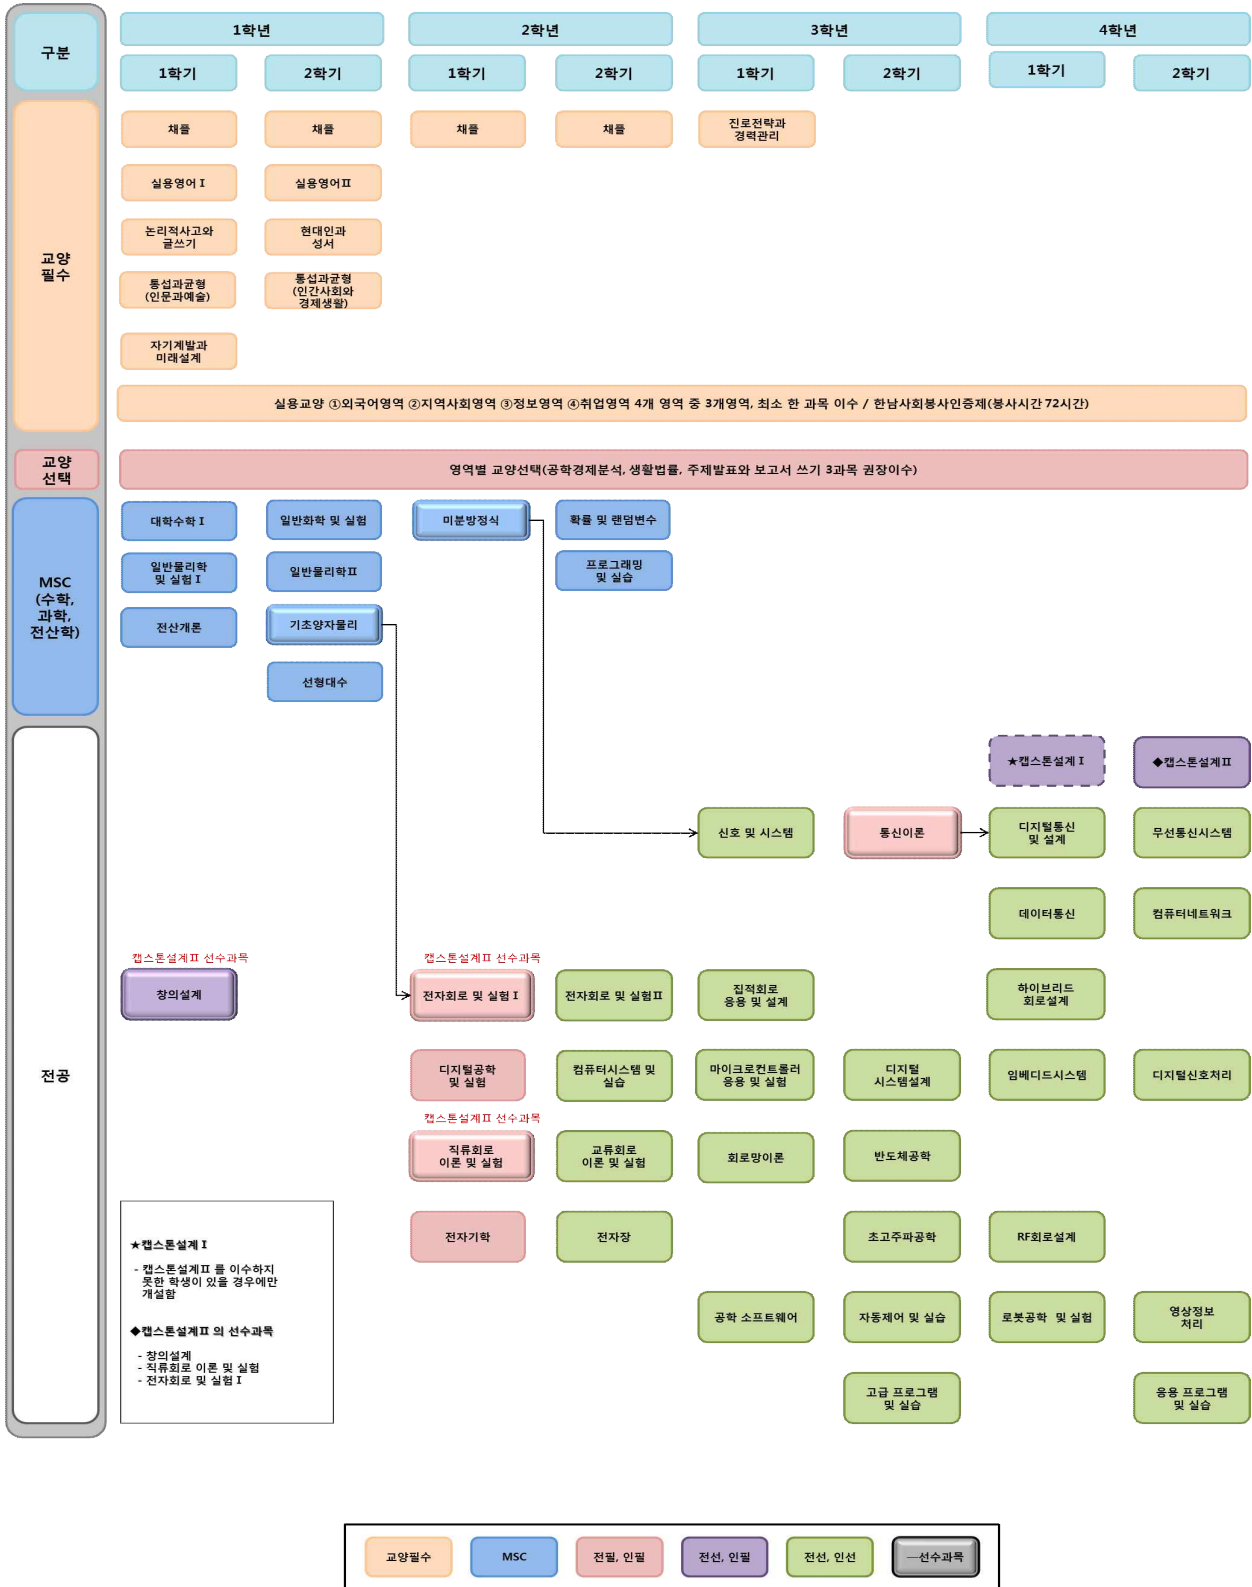 구분
1학년
2학년
3학년
4학년
1학기
2학기
1학기
2학기
1학기
2학기
1학기
2학기
교양
필수
채플
채플
채플
채플
진로전략과
경력관리
실용영어 I
실용영어 II
논리적사고와
글쓰기
현대인과
성서
통섭과균형
(인문과예술)
통섭과균형
(인간사회와
경제생활)
자기계발과
미래설계
실용교양 ①외국어영역 ②지역사회영역 ③정보영역 ④취업영역 4개 영역 중 3개영역, 최소 한 과목 이수 / 한남사회봉사인증제(봉사시간 72시간)
교양
선택
영역별 교양선택(공학경제분석, 생활법률, 주제발표와 보고서 쓰기 3과목 권장이수)
MSC
(수학,
과학,
전산학)
대학수학 I
일반화학 및 실험
미분방정식
확률 및 랜덤변수
일반물리학
및 실험 I
일반물리학 II
프로그래밍
및 실습
전산개론
기초양자물리
선형대수
전공
★캡스톤설계 I
◆캡스톤설계 II
신호 및 시스템
통신이론
디지털통신
및 설계
무선통신시스템
데이터통신
컴퓨터네트워크
캡스톤설계 II 선수과목
캡스톤설계 II 선수과목
창의설계
전자회로 및 실험 I
전자회로 및 실험 II
집적회로
응용 및 설계
하이브리드
회로설계
디지털공학
및 실험
컴퓨터시스템 및
실습
마이크로컨트롤러
응용 및 실험
디지털
시스템설계
임베디드시스템
디지털신호처리
캡스톤설계 II 선수과목
직류회로
이론 및 실험
교류회로
이론 및 실험
회로망이론
반도체공학
전자기학
전자장
초고주파공학
RF회로설계
공학 소프트웨어
자동제어 및 실습
로봇공학 및 실험
영상정보
처리
고급 프로그램
및 실습
응용 프로그램
및 실습
★캡스톤설계 I
- 캡스톤설계 II 를 이수하지
못한 학생이 있을 경우에만
개설함
◆캡스톤설계 II 의 선수과목
- 창의설계
- 직류회로 이론 및 실험
- 전자회로 및 실험 I
교양필수
MSC
전필, 인필
전선, 인필
전선, 인선
―선수과목